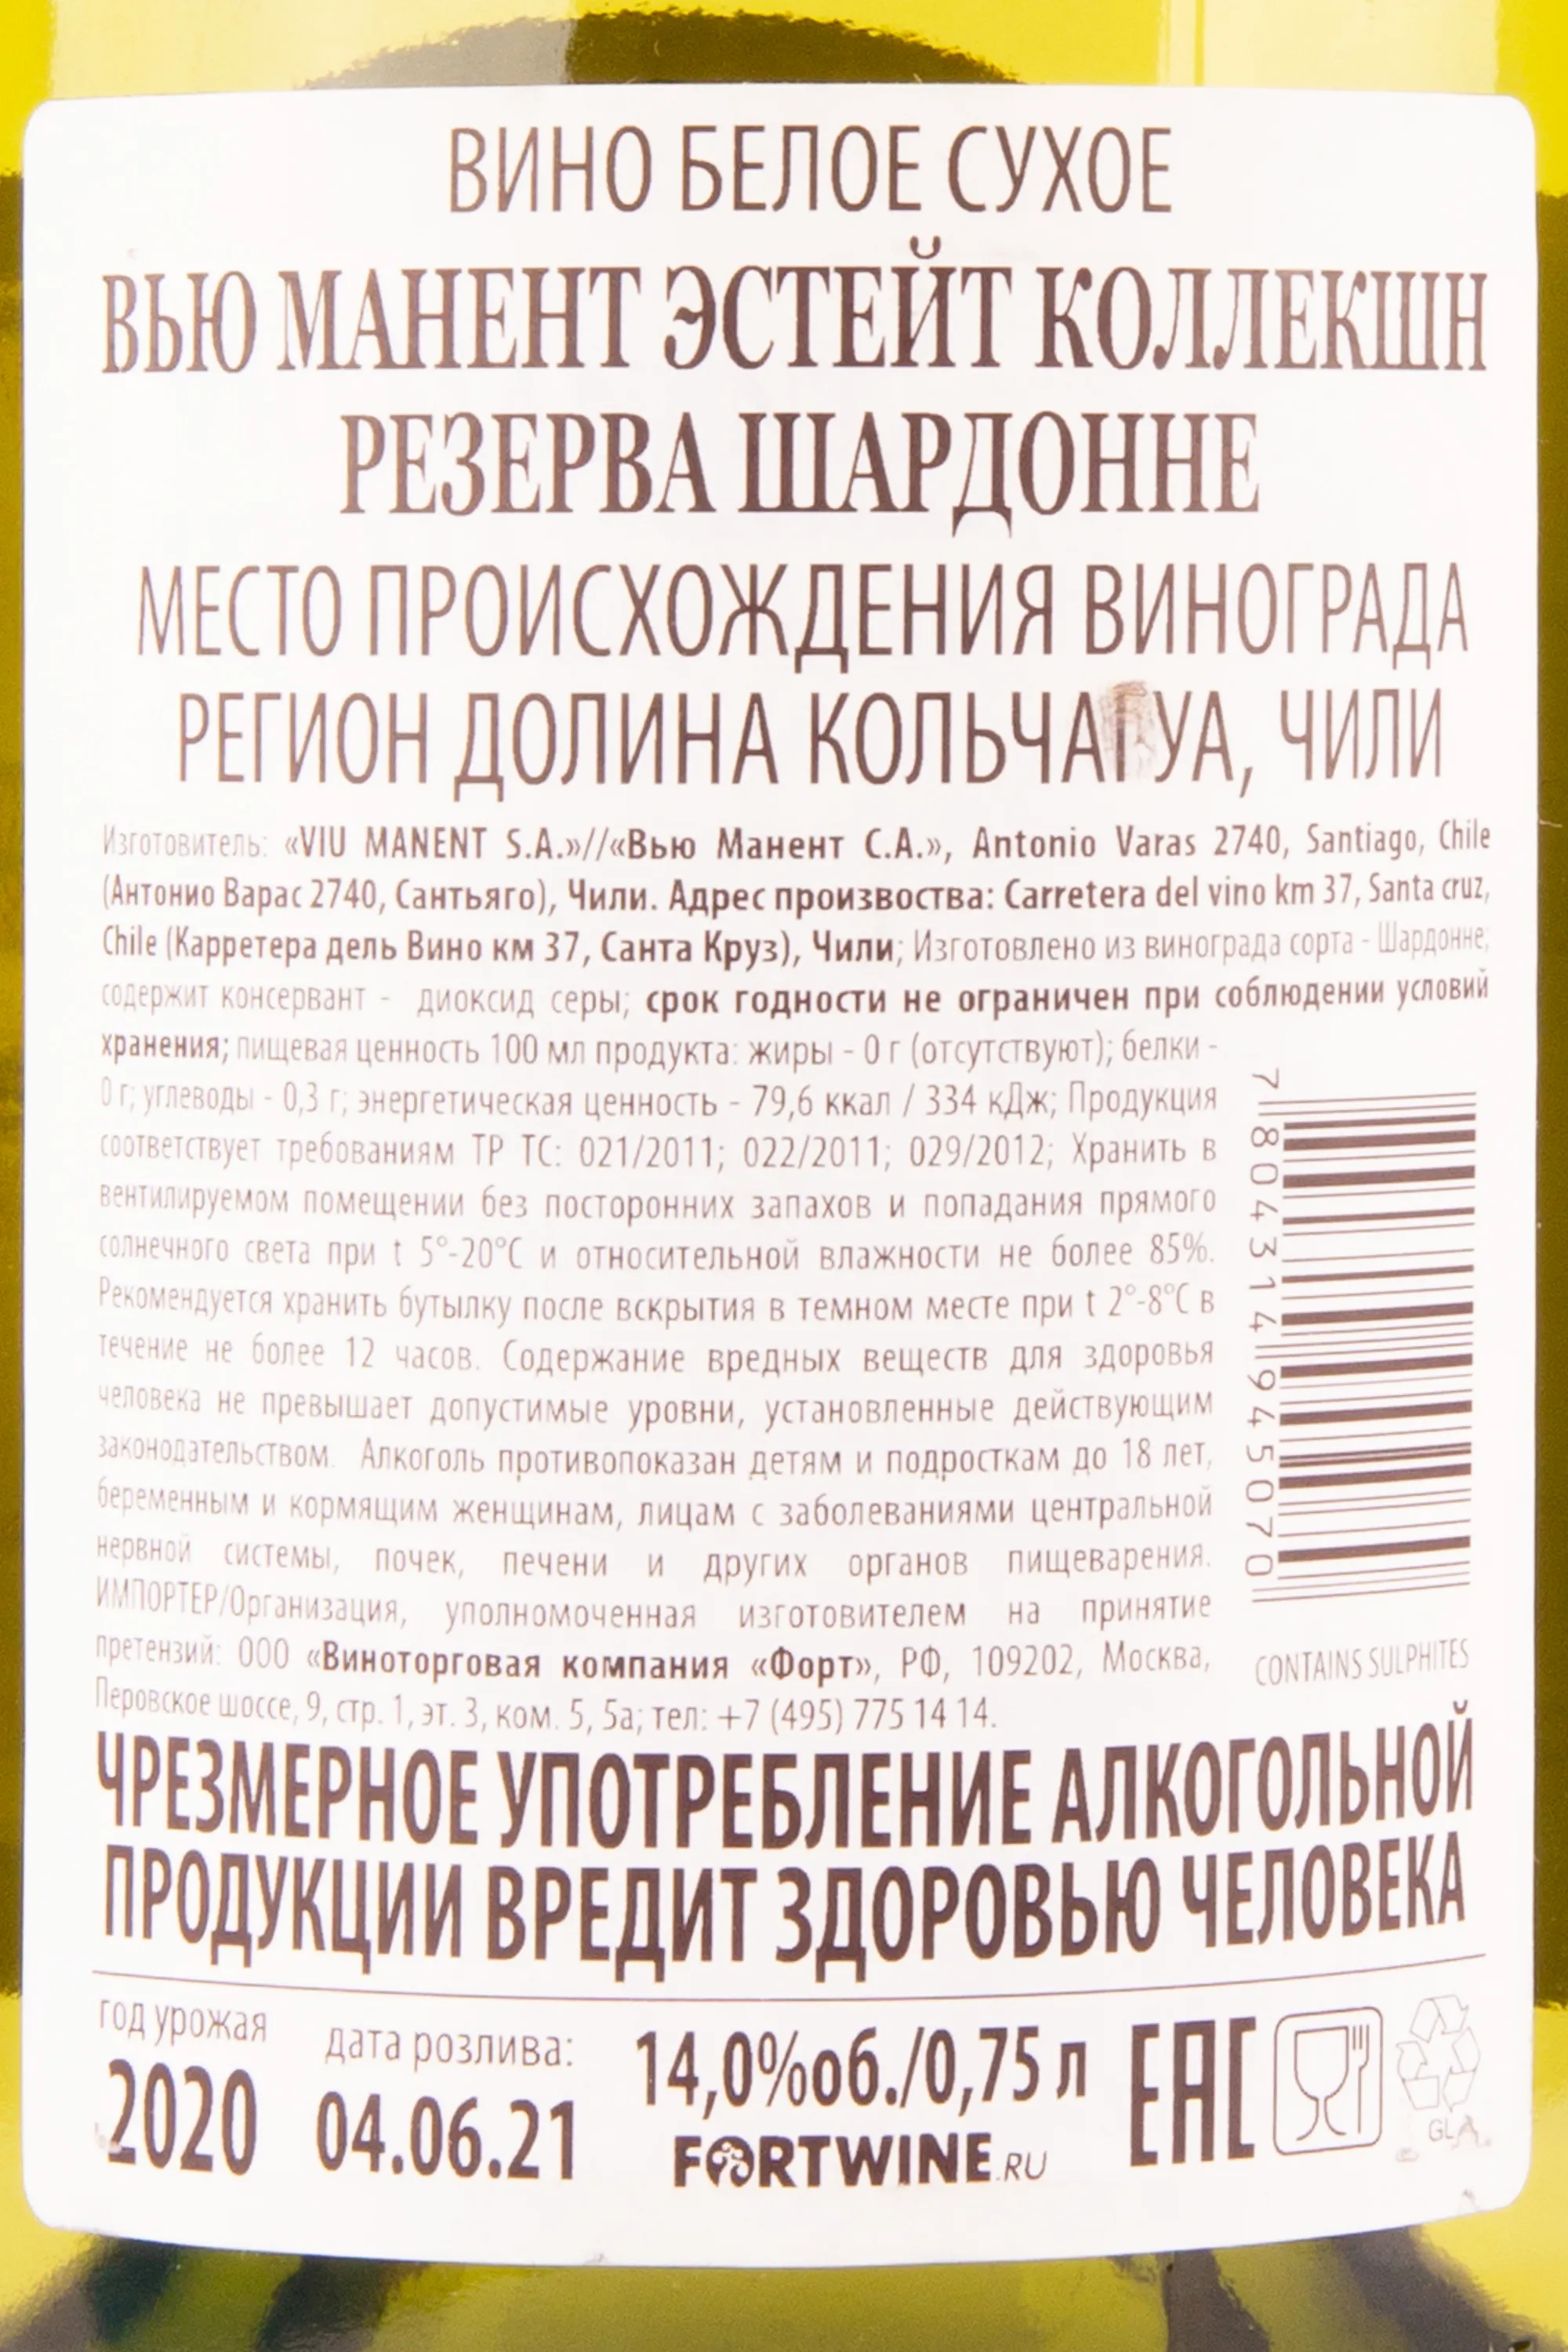 ВИНО БЕЛОЕ СУХОЕ
ВЬЮ МАНЕНТ ЭСТЕЙТ КОЛЛЕКШН
РЕЗЕРВА ШАРДОННЕ
МЕСТО ПРОИСХОЖДЕНИЯ ВИНОГРАДА
РЕГИОН ДОЛИНА КОЛЬЧАГУА, ЧИЛИ
Изготовитель: «VIU MANENT S.A.»//«Вью Манент С.А.», Antonio Varas 2740, Santiago, Chile
(Антонио Варас 2740, Сантьяго), Чили. Адрес произвоства: Carretera del vino km 37, Santa cruz,
Chile (Карретера дель Вино км 37, Санта Круз), Чили; Изготовлено из винограда сорта - Шардонне;
содержит консервант - диоксид серы; срок годности не ограничен при соблюдении условий
хранения; пищевая ценность 100 мл продукта: жиры - 0 г (отсутствуют); белки -
0 г; углеводы - 0,3 г; энергетическая ценность - 79,6 ккал / 334 кДж; Продукция
соответствует требованиям ТР ТС: 021/2011; 022/2011; 029/2012; Хранить в
вентилируемом помещении без посторонних запахов и попадания прямого
солнечного света при t 5°-20°С и относительной влажности не более 85%.
Рекомендуется хранить бутылку после вскрытия в темном месте при t 2°-8°С в
течение не более 12 часов. Содержание вредных веществ для здоровья
человека не превышает допустимые уровни, установленные действующим
законодательством. Алкоголь противопоказан детям и подросткам до 18 лет,
беременным и кормящим женщинам, лицам с заболеваниями центральной
нервной системы, почек, печени и других органов пищеварения.
ИМПОРТЕР/Организация, уполномоченная изготовителем на принятие
претензий: ООО «Виноторговая компания «Форт», РФ, 109202, Москва,
Перовское шоссе, 9, стр. 1, эт. 3, ком. 5, 5а; тел: +7 (495) 775 14 14.
7 804314 945070
CONTAINS SULPHITES
ЧРЕЗМЕРНОЕ УПОТРЕБЛЕНИЕ АЛКОГОЛЬНОЙ
ПРОДУКЦИИ ВРЕДИТ ЗДОРОВЬЮ ЧЕЛОВЕКА
год урожая
2020
дата розлива:
04.06.21
14,0%об./0,75 л
FORTWINE.RU
EAC
GLA